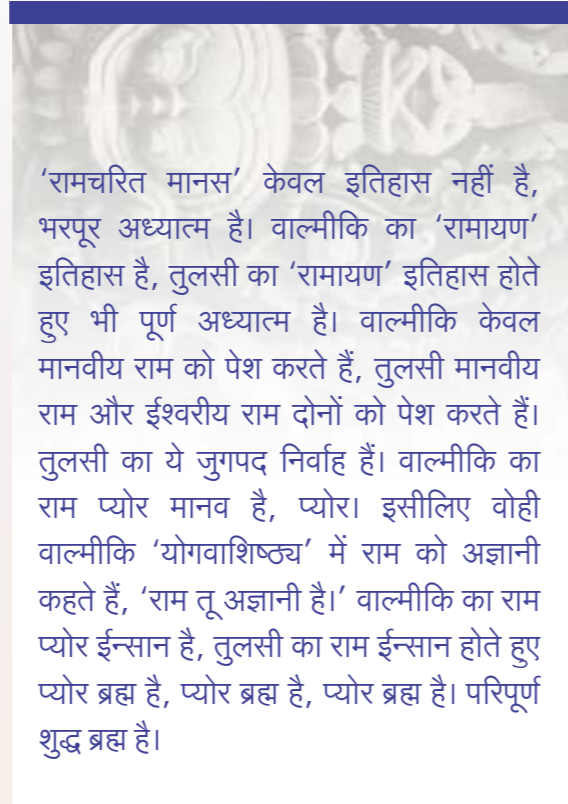 ‘रामचरित मानस’ केवल इतिहास नहीं है,
भरपूर अध्यात्म है। वाल्मीकि का ‘रामायण’
इतिहास है, तुलसी का ‘रामायण’ इतिहास होते
हुए भी पूर्ण अध्यात्म है। वाल्मीकि केवल
मानवीय राम को पेश करते हैं, तुलसी मानवीय
राम और ईश्वरीय राम दोनों को पेश करते हैं।
तुलसी का ये जुगपद निर्वाह हैं। वाल्मीकि का
राम प्योर मानव है, प्योर। इसीलिए वोही
वाल्मीकि ‘योगवाशिष्ठ्य’ में राम को अज्ञानी
कहते हैं, ‘राम तू अज्ञानी है।’ वाल्मीकि का राम
प्योर ईन्सान है, तुलसी का राम ईन्सान होते हुए
प्योर ब्रह्म है, प्योर ब्रह्म है, प्योर ब्रह्म है। परिपूर्ण
शुद्ध ब्रह्म है।